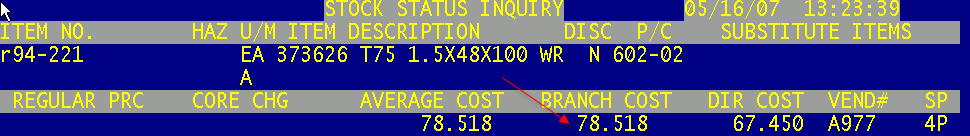 STOCK STATUS INQUIRY 05/16/07 13:23:39
ITEM NO. HAZ U/M ITEM DESCRIPTION DISC P/C SUBSTITUTE ITEMS
r94-221 EA 373626 T75 1.5X48X100 WR N 602-02
A
REGULAR PRC CORE CHG AVERAGE COST BRANCH COST DIR COST VEND# SP
78.518 78.518 67.450 A977 4P